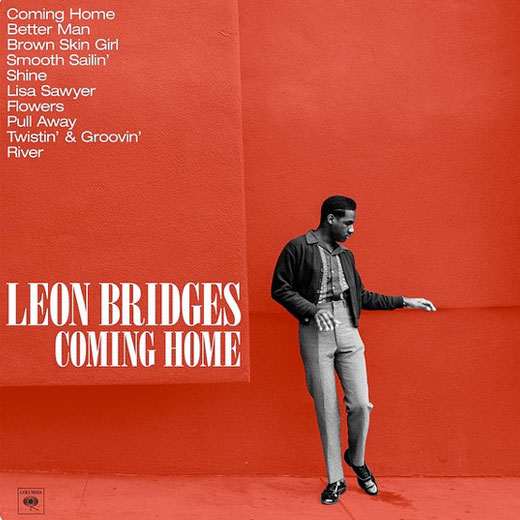 Coming Home
Better Man
Brown Skin Girl
Smooth Sailin’
Shine
Lisa Sawyer
Flowers
Pull Away
Twistin’ & Groovin’
River
LEON BRIDGES
COMING HOME
COLUMBIA